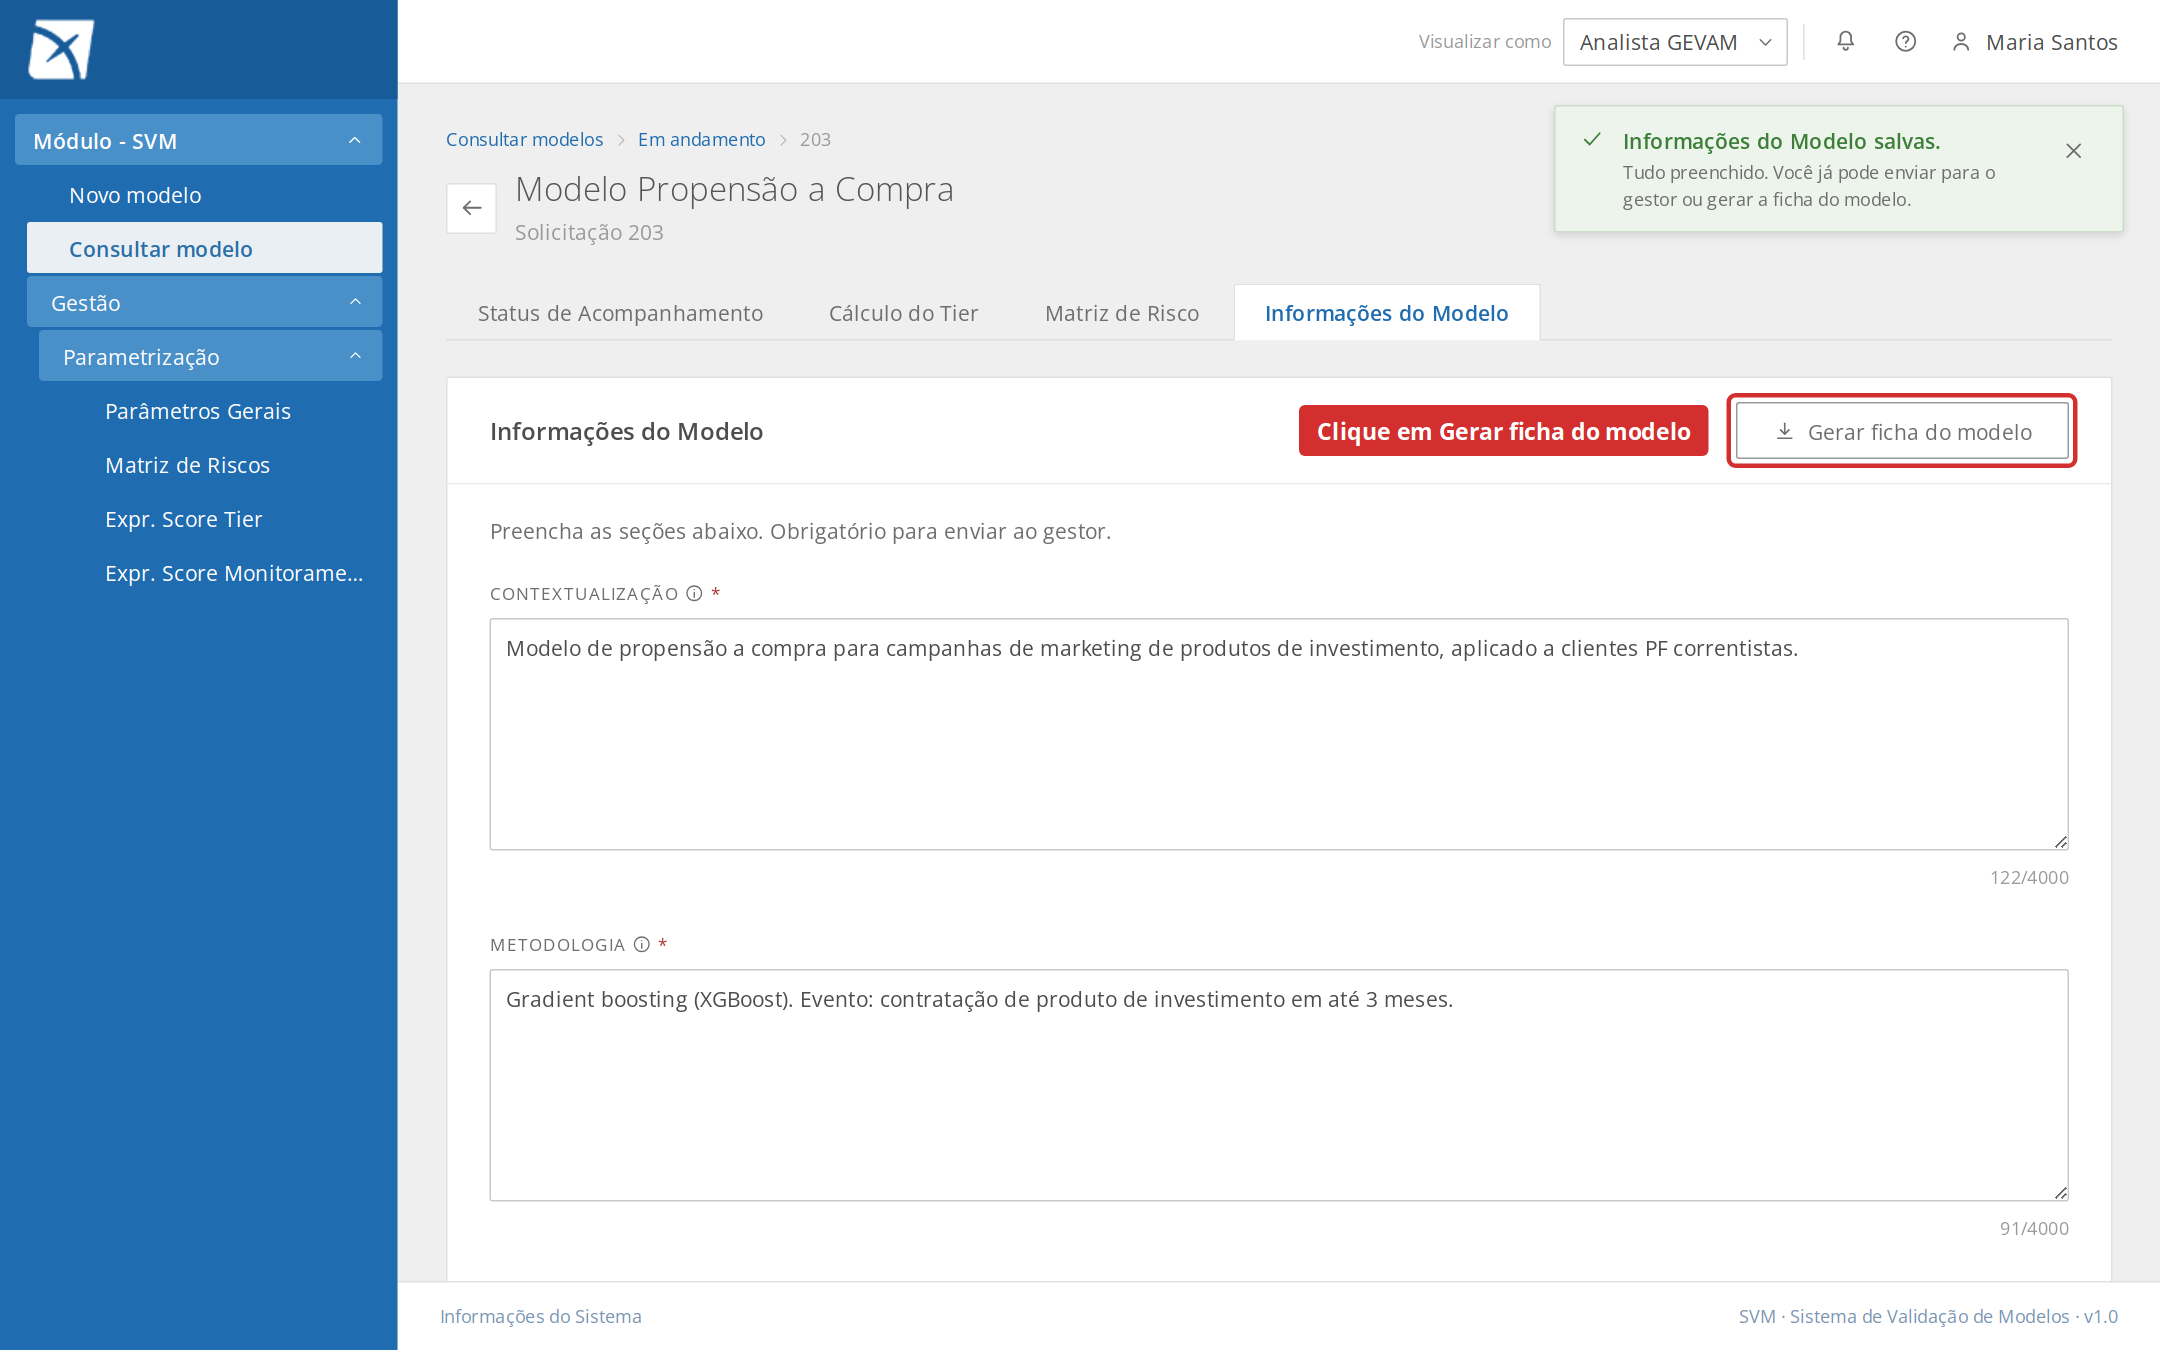 Visualizar como
Analista GEVAM
Maria Santos
Módulo - SVM
Novo modelo
Consultar modelo
Gestão
Parametrização
Parâmetros Gerais
Matriz de Riscos
Expr. Score Tier
Expr. Score Monitorame...
Consultar modelos > Em andamento > 203
Modelo Propensão a Compra
Solicitação 203
Informações do Modelo salvas.
Tudo preenchido. Você já pode enviar para o
gestor ou gerar a ficha do modelo.
Status de Acompanhamento
Cálculo do Tier
Matriz de Risco
Informações do Modelo
Informações do Modelo
Clique em Gerar ficha do modelo
Gerar ficha do modelo
Preencha as seções abaixo. Obrigatório para enviar ao gestor.
CONTEXTUALIZAÇÃO *
Modelo de propensão a compra para campanhas de marketing de produtos de investimento, aplicado a clientes PF correntistas.
122/4000
METODOLOGIA *
Gradient boosting (XGBoost). Evento: contratação de produto de investimento em até 3 meses.
91/4000
Informações do Sistema
SVM · Sistema de Validação de Modelos · v1.0